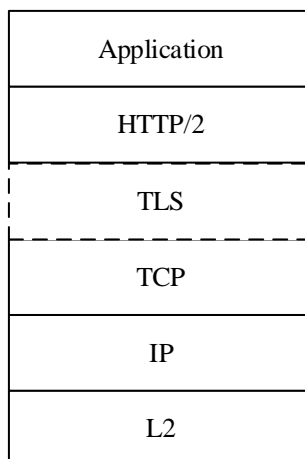 Application
HTTP/2
TLS
TCP
IP
L2